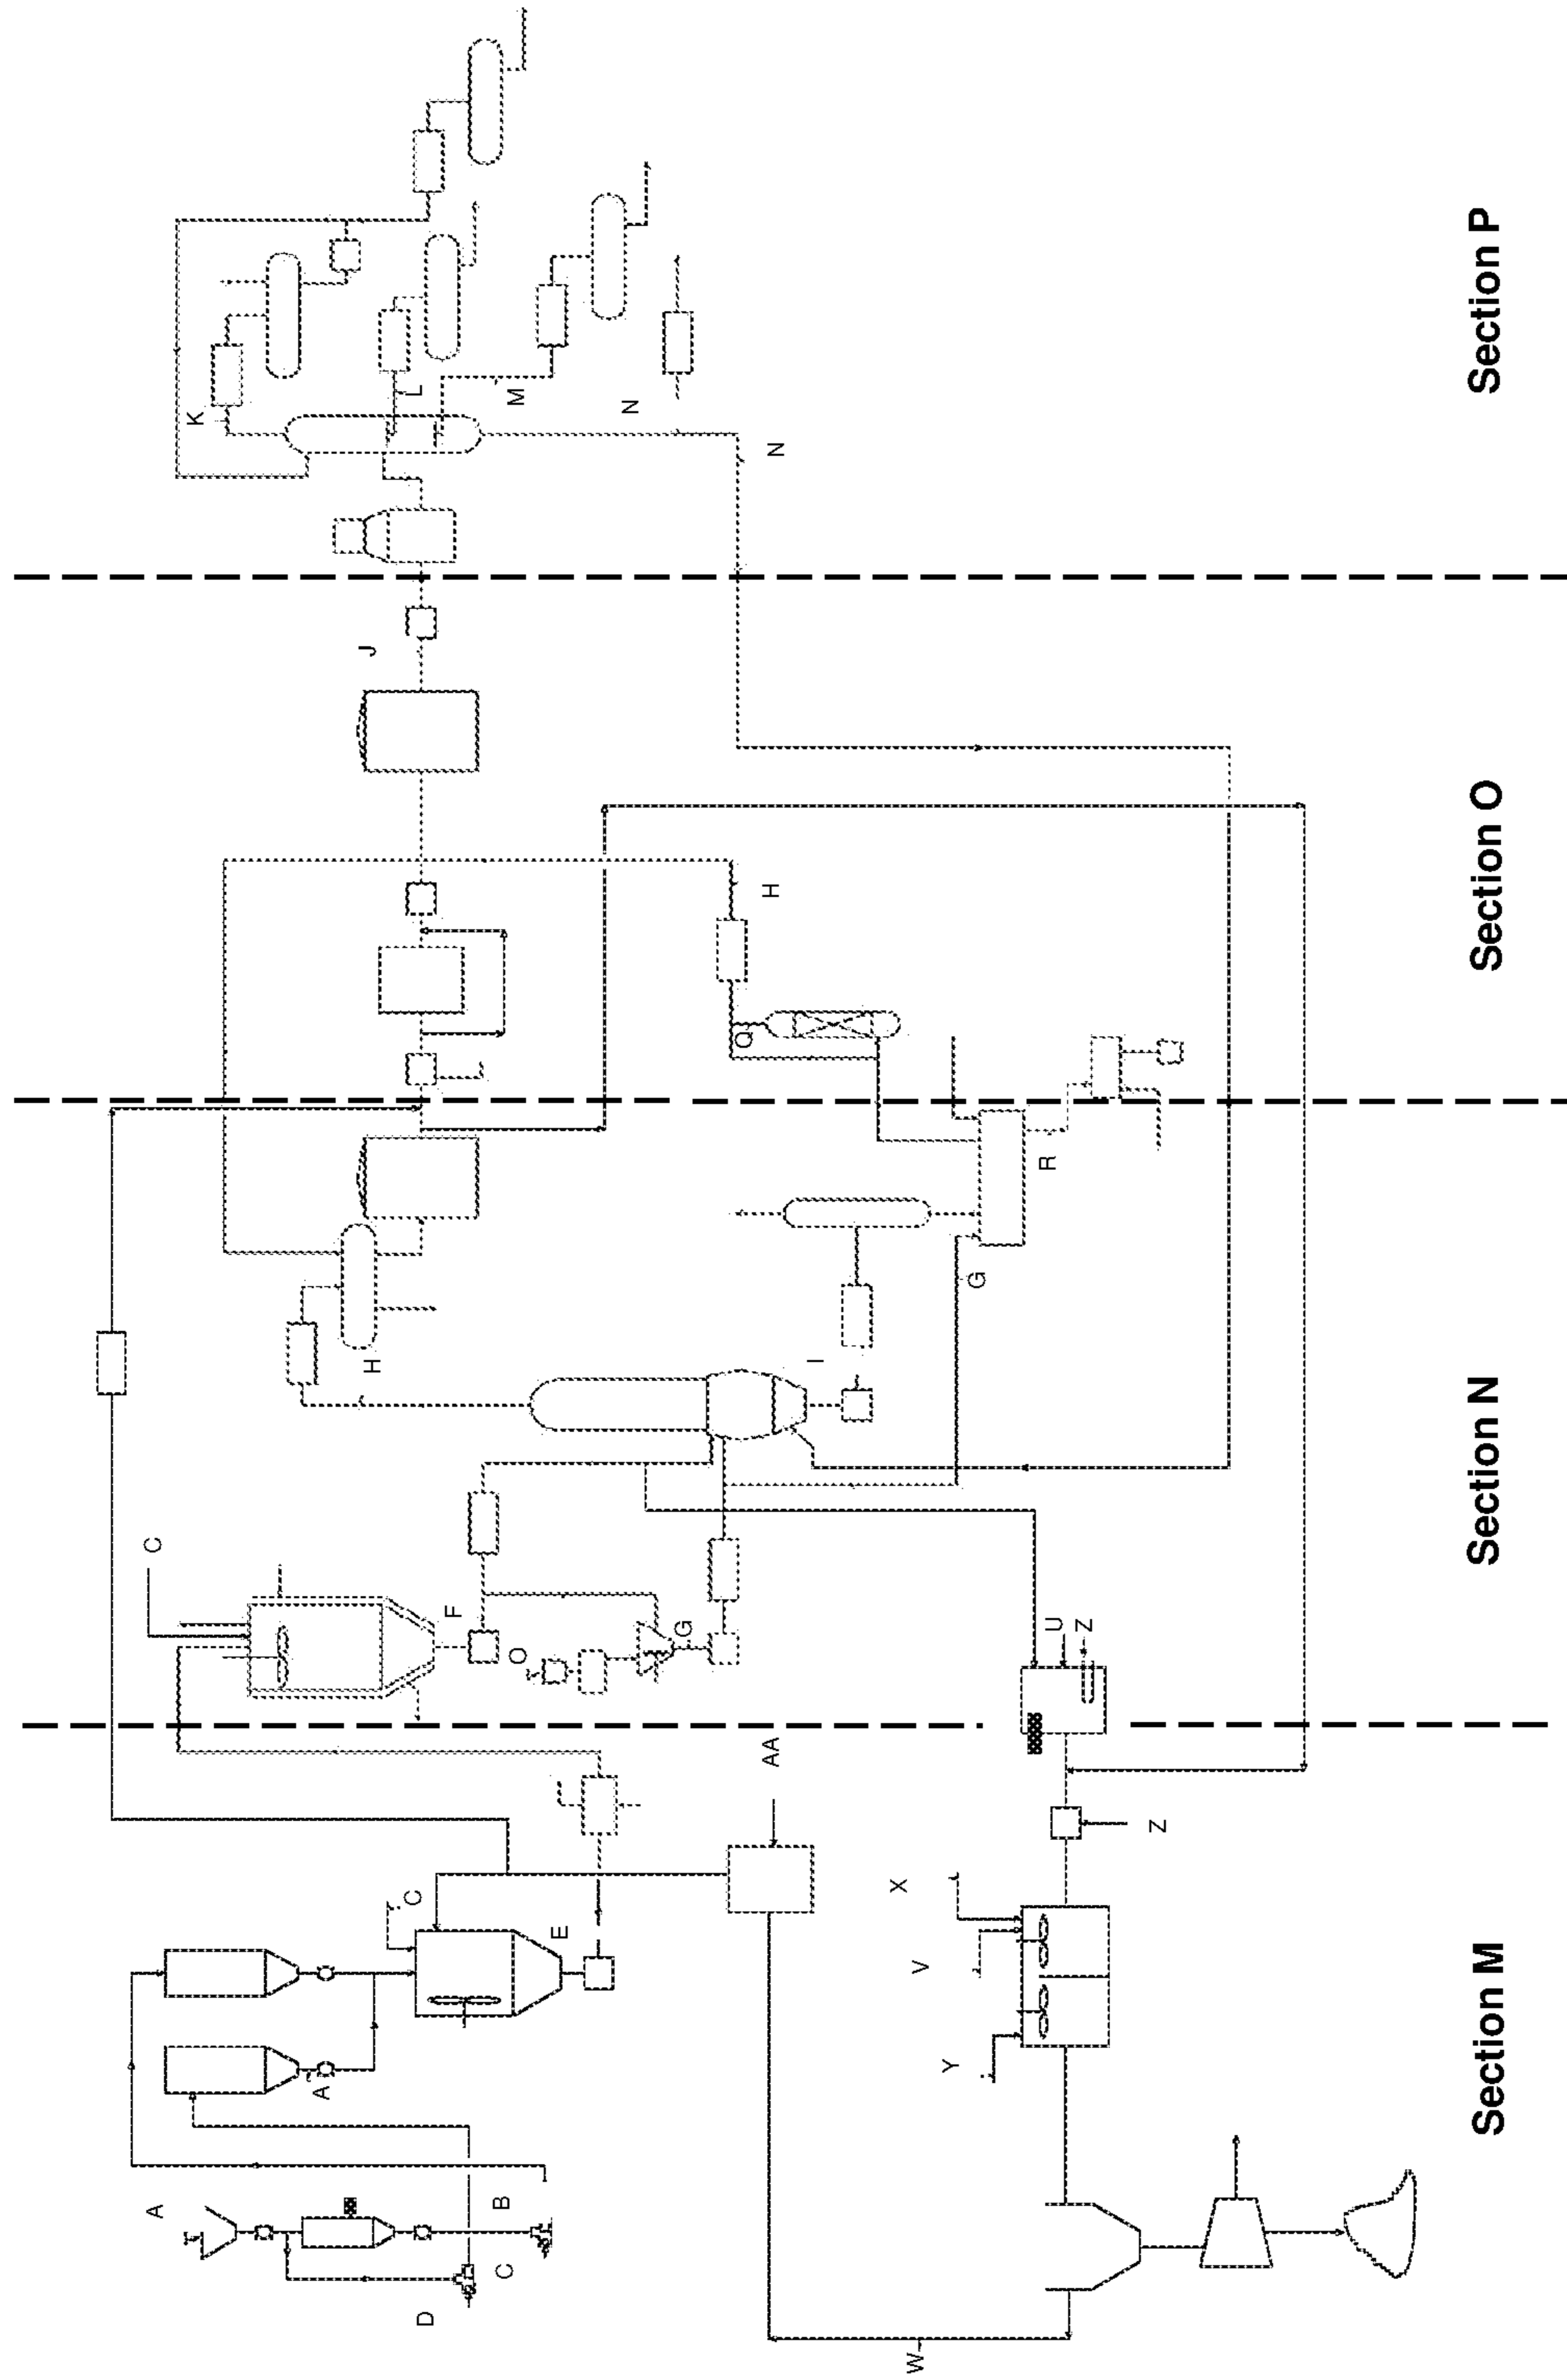 A
C
K
A
J
H
C
L
D
F
B
C
M
O
E
N
G
Q
H
AA
N
I
X
W
V
Y
G
R
U
Z
Z
Section M
Section N
Section O
Section P